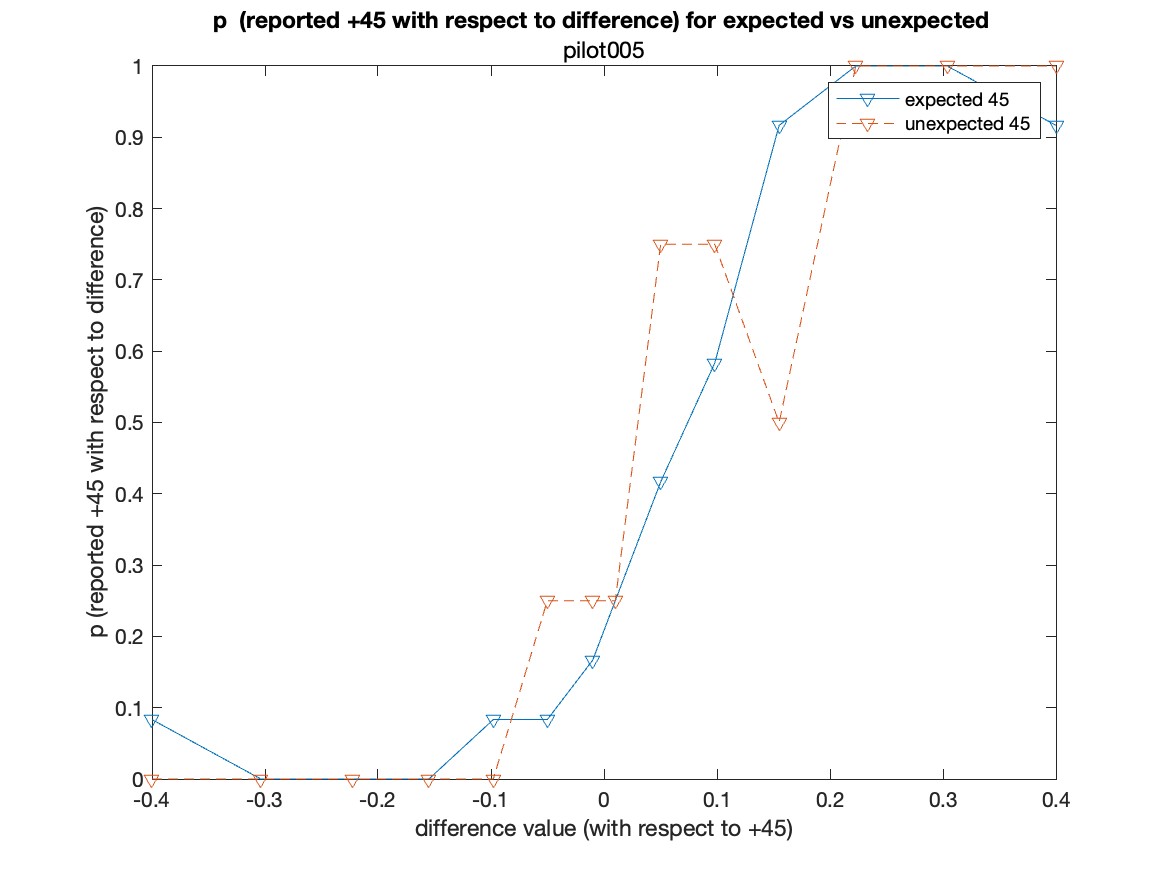 p  (reported +45 with respect to difference) for expected vs unexpected
pilot005
1
0.9
0.8
0.7
0.6
0.5
0.4
0.3
0.2
0.1
0
p (reported +45 with respect to difference)
expected 45
unexpected 45
-0.4 -0.3 -0.2 -0.1 0 0.1 0.2 0.3 0.4
difference value (with respect to +45)